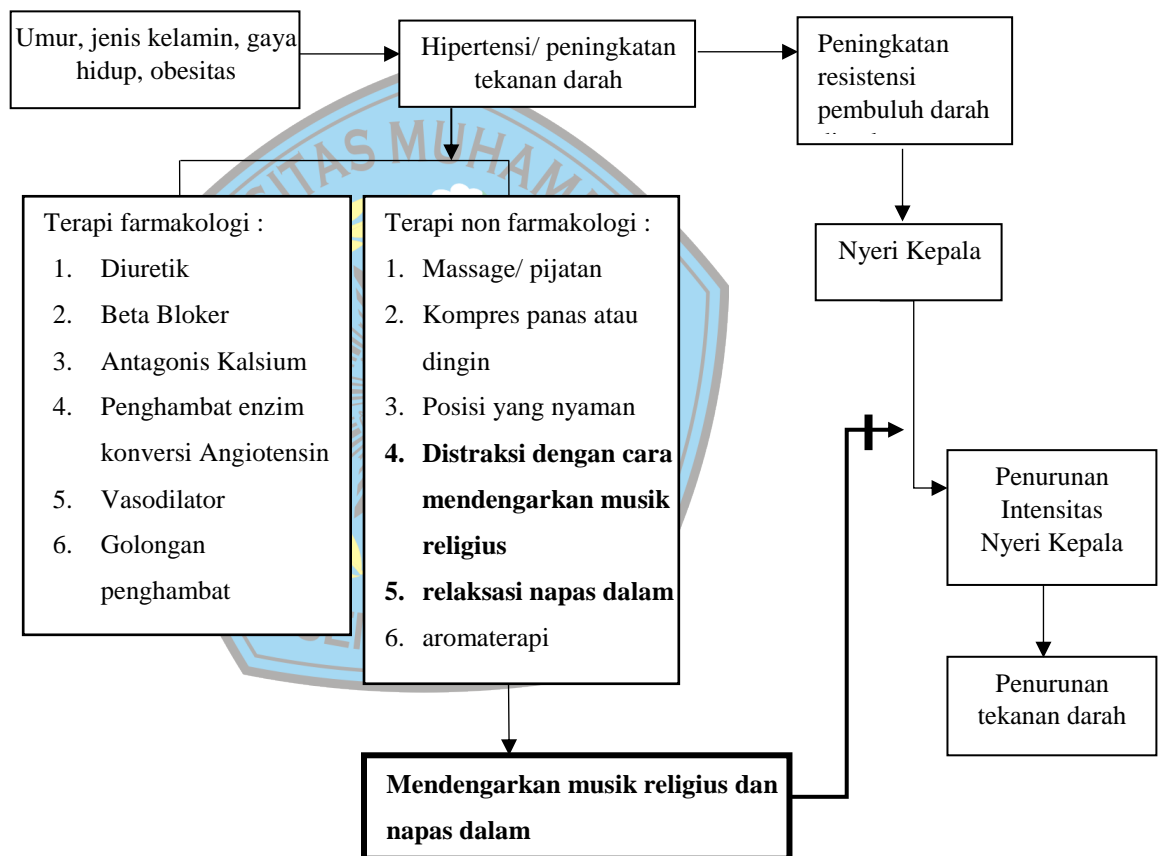 Umur, jenis kelamin, gaya
hidup, obesitas
Hipertensi/ peningkatan
tekanan darah
Peningkatan
resistensi
pembuluh darah
Terapi farmakologi :
1. Diuretik
2. Beta Bloker
3. Antagonis Kalsium
4. Penghambat enzim
konversi Angiotensin
5. Vasodilator
6. Golongan
penghambat
Terapi non farmakologi :
1. Massage/ pijatan
2. Kompres panas atau
dingin
3. Posisi yang nyaman
4. Distraksi dengan cara
mendengarkan musik
religius
5. relaksasi napas dalam
6. aromaterapi
Nyeri Kepala
Penurunan
Intensitas
Nyeri Kepala
Penurunan
tekanan darah
Mendengarkan musik religius dan
napas dalam